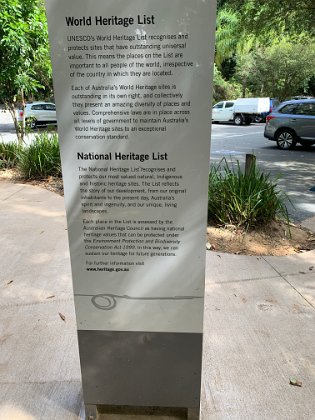 World Heritage List
UNESCO's World Heritage List recognises and
protects sites that have outstanding universal
value. This means the places on the List are
important to all people of the world, irrespective
of the country in which they are located.
Each of Australia's World Heritage sites is
outstanding in its own right, and collectively
they present an amazing diversity of places and
values. Comprehensive laws are in place across
all levels of government to maintain Australia's
World Heritage sites to an exceptional
conservation standard.
National Heritage List
The National Heritage List recognises and
protects our most valued natural, Indigenous
and historic heritage sites. The List reflects
the story of our development, from our original
inhabitants to the present day, Australia's
spirit and ingenuity, and our unique, living
landscapes.
Each place in the List is assessed by the
Australian Heritage Council as having national
heritage values that can be protected under
the Environment Protection and Biodiversity
Conservation Act 1999. In this way, we can
sustain our heritage for future generations.
For further information visit
www.heritage.gov.au